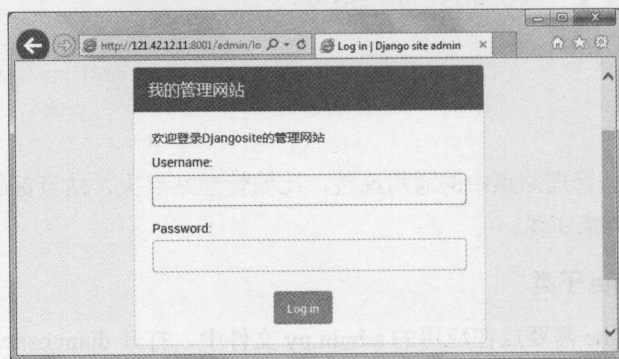 http://121.42.12.11:8001/admin/lo
Log in | Django site admin
我的管理网站
欢迎登录Djangosite的管理网站
Username:
Password:
Log in